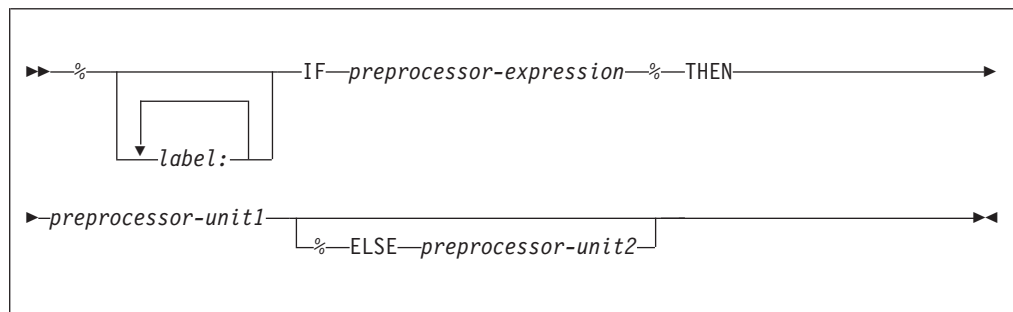 % IF preprocessor-expression % THEN
label:
preprocessor-unit1
% ELSE preprocessor-unit2